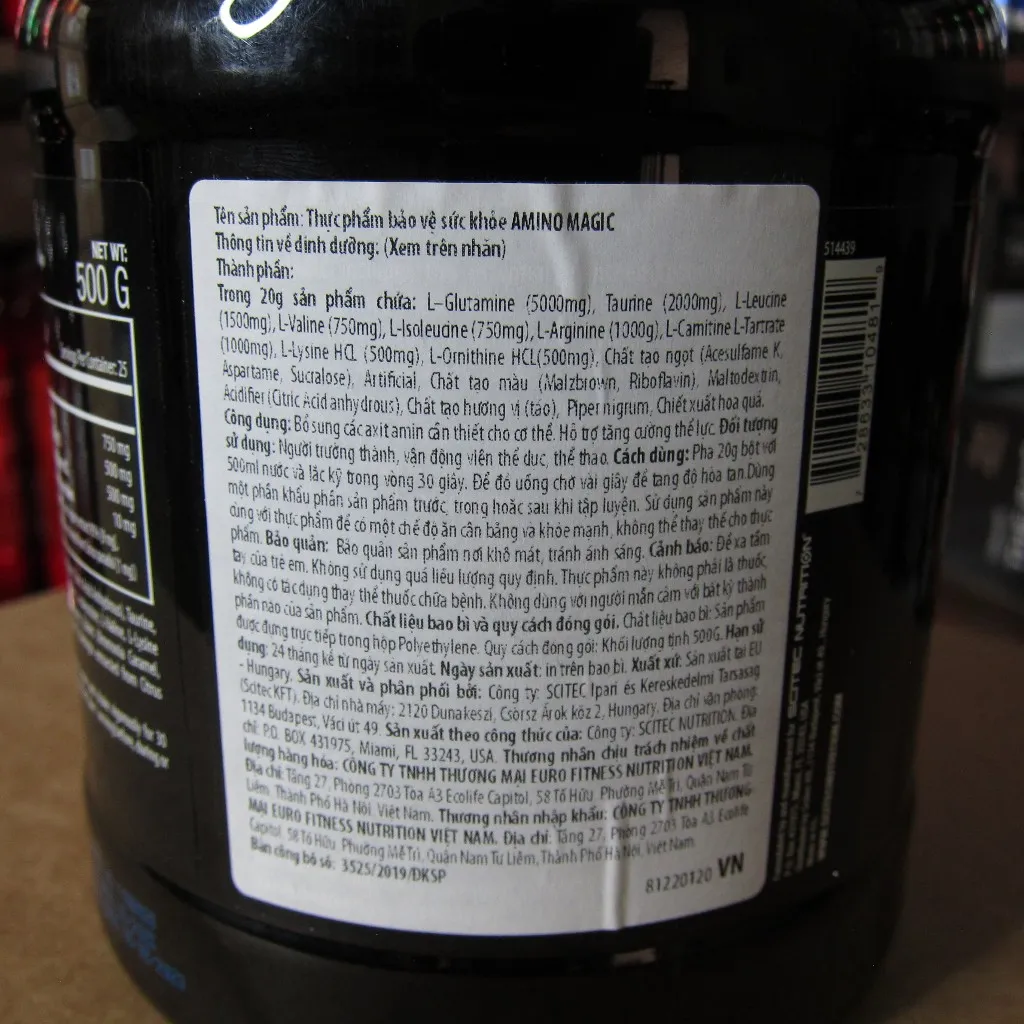 NET WT:
500 G
Serving Per Container: 25
750 mg
500 mg
500 mg
10 mg
Tên sản phẩm: Thực phẩm bảo vệ sức khỏe AMINO MAGIC
Thông tin về dinh dưỡng: (Xem trên nhãn)
Thành phần:
Trong 20g sản phẩm chứa: L-Glutamine (5000mg), Taurine (2000mg), L-Leucine
(1500mg), L-Valine (750mg), L-Isoleucine (750mg), L-Arginine (1000g), L-Carnitine L-Tartrate
(1000mg), L-Lysine HCL (500mg), L-Ornithine HCL(500mg), Chất tạo ngọt (Acesulfame K,
Aspartame, Sucralose), Artificial, Chất tạo màu (Malzbrown, Riboflavin), Maltodextrin,
Acidifier (Citric Acid anhydrous), Chất tạo hương vị (táo), Piper nigrum, Chiết xuất hoa quả.
Công dụng: Bổ sung các axit amin cần thiết cho cơ thể. Hỗ trợ tăng cường thể lực. Đối tượng
sử dụng: Người trưởng thành, vận động viên thể dục, thể thao. Cách dùng: Pha 20g bột với
500ml nước và lắc kỹ trong vòng 30 giây. Để đồ uống chờ vài giây để tăng độ hòa tan.Dùng
một phần khẩu phần sản phẩm trước, trong hoặc sau khi tập luyện. Sử dụng sản phẩm này
cùng với thực phẩm để có một chế độ ăn cân bằng và khỏe mạnh, không thể thay thế cho thực
phẩm. Bảo quản: Bảo quản sản phẩm nơi khô mát, tránh ánh sáng. Cảnh báo: Để xa tầm
tay của trẻ em. Không sử dụng quá liều lượng quy định. Thực phẩm này không phải là thuốc,
không có tác dụng thay thế thuốc chữa bệnh. Không dùng với người mẫn cảm với bất kỳ thành
phần nào của sản phẩm. Chất liệu bao bì và quy cách đóng gói. Chất liệu bao bì: Sản phẩm
được đựng trực tiếp trong hộp Polyethylene. Quy cách đóng gói: Khối lượng tịnh 500G. Hạn sử
dụng: 24 tháng kể từ ngày sản xuất. Ngày sản xuất: in trên bao bì. Xuất xứ: Sản xuất tại EU
- Hungary. Sản xuất và phân phối bởi: Công ty: SCITEC Ipari és Kereskedelmi Tarsasag
(Scitec KFT). Địa chỉ nhà máy: 2120 Dunakeszi, Csörsz Árok köz 2, Hungary. Địa chỉ văn phòng:
1134 Budapest, Váci út 49. Sản xuất theo công thức của: Công ty: SCITEC NUTRITION. Địa
chỉ: P.O. BOX 431975, Miami, FL 33243, USA. Thương nhân chịu trách nhiệm về chất
lượng hàng hóa: CÔNG TY TNHH THƯƠNG MẠI EURO FITNESS NUTRITION VIỆT NAM.
Địa chỉ: Tầng 27, Phòng 2703 Tòa A3 Ecolife Capitol, 58 Tố Hữu, Phường Mễ Trì, Quận Nam Từ
Liêm, Thành Phố Hà Nội, Việt Nam. Thương nhân nhập khẩu: CÔNG TY TNHH THƯƠNG
MẠI EURO FITNESS NUTRITION VIỆT NAM. Địa chỉ: Tầng 27, Phòng 2703 Tòa A3, Ecolife
Capitol, 58 Tố Hữu, Phường Mễ Trì, Quận Nam Từ Liêm, Thành Phố Hà Nội, Việt Nam
Bản công bố số: 3525/2019/ĐKSP
81220120 VN
514439
SCITEC NUTRITION